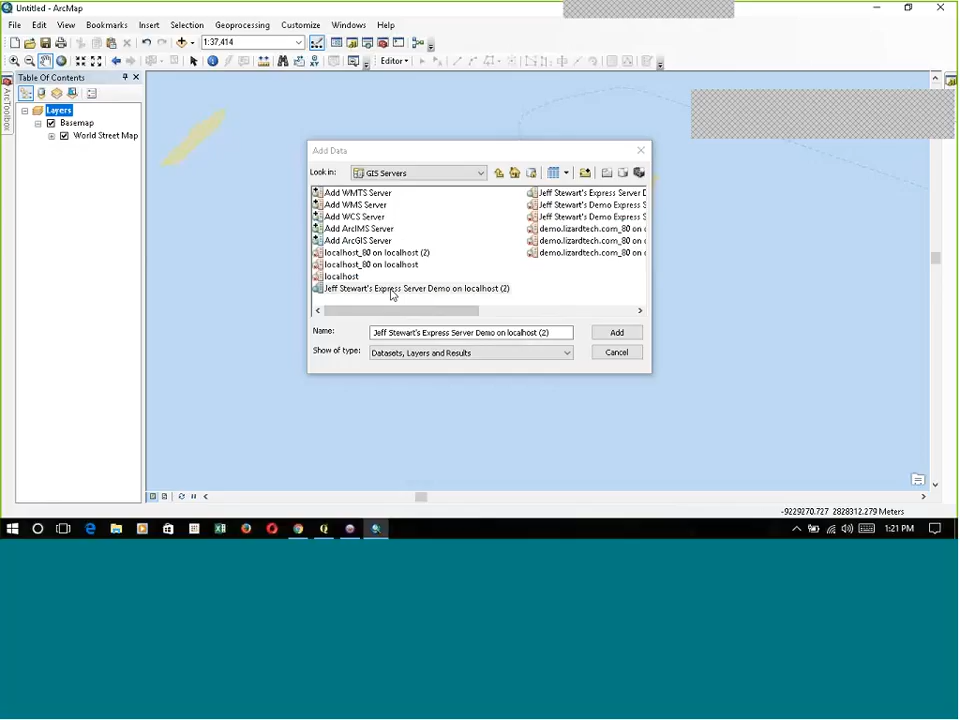 Untitled - ArcMap
File Edit View Bookmarks Insert Selection Geoprocessing Customize Windows Help
1:37,414
Editor
Table Of Contents
ArcToolbox
Layers
Basemap
World Street Map
Add Data
Look in: GIS Servers
Add WMTS Server
Add WMS Server
Add WCS Server
Add ArcIMS Server
Add ArcGIS Server
localhost_80 on localhost (2)
localhost_80 on localhost
localhost
Jeff Stewart's Express Server Demo on localhost (2)
Jeff Stewart's Express Server D
Jeff Stewart's Demo Express S
Jeff Stewart's Demo Express S
demo.lizardtech.com_80 on d
demo.lizardtech.com_80 on d
demo.lizardtech.com_80 on d
Name: Jeff Stewart's Express Server Demo on localhost (2) Add
Show of type: Datasets, Layers and Results Cancel
-9229270.727 2828312.279 Meters
1:21 PM